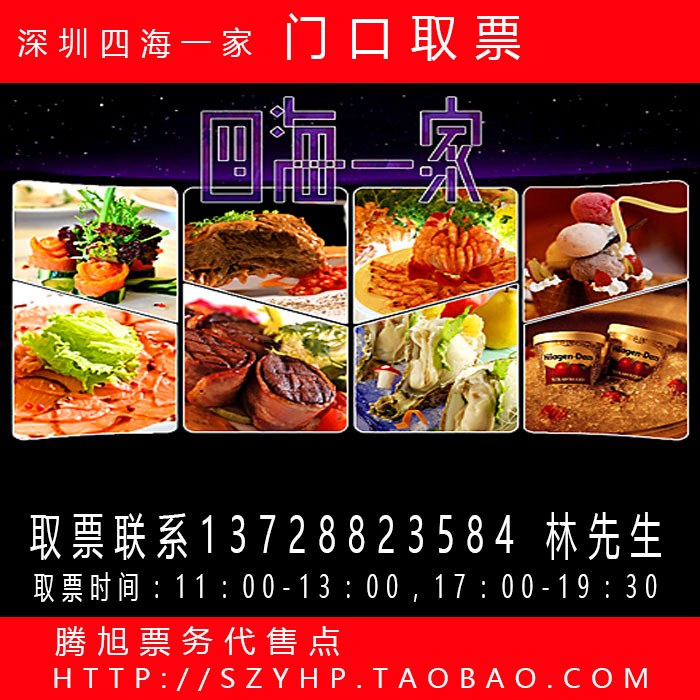 深圳四海一家 门口取票
四海一家
Häagen-Dazs
Häagen-Dazs
取票联系13728823584 林先生
取票时间：11：00-13：00，17：00-19：30
腾旭票务代售点
HTTP://SZYHP.TAOBAO.COM